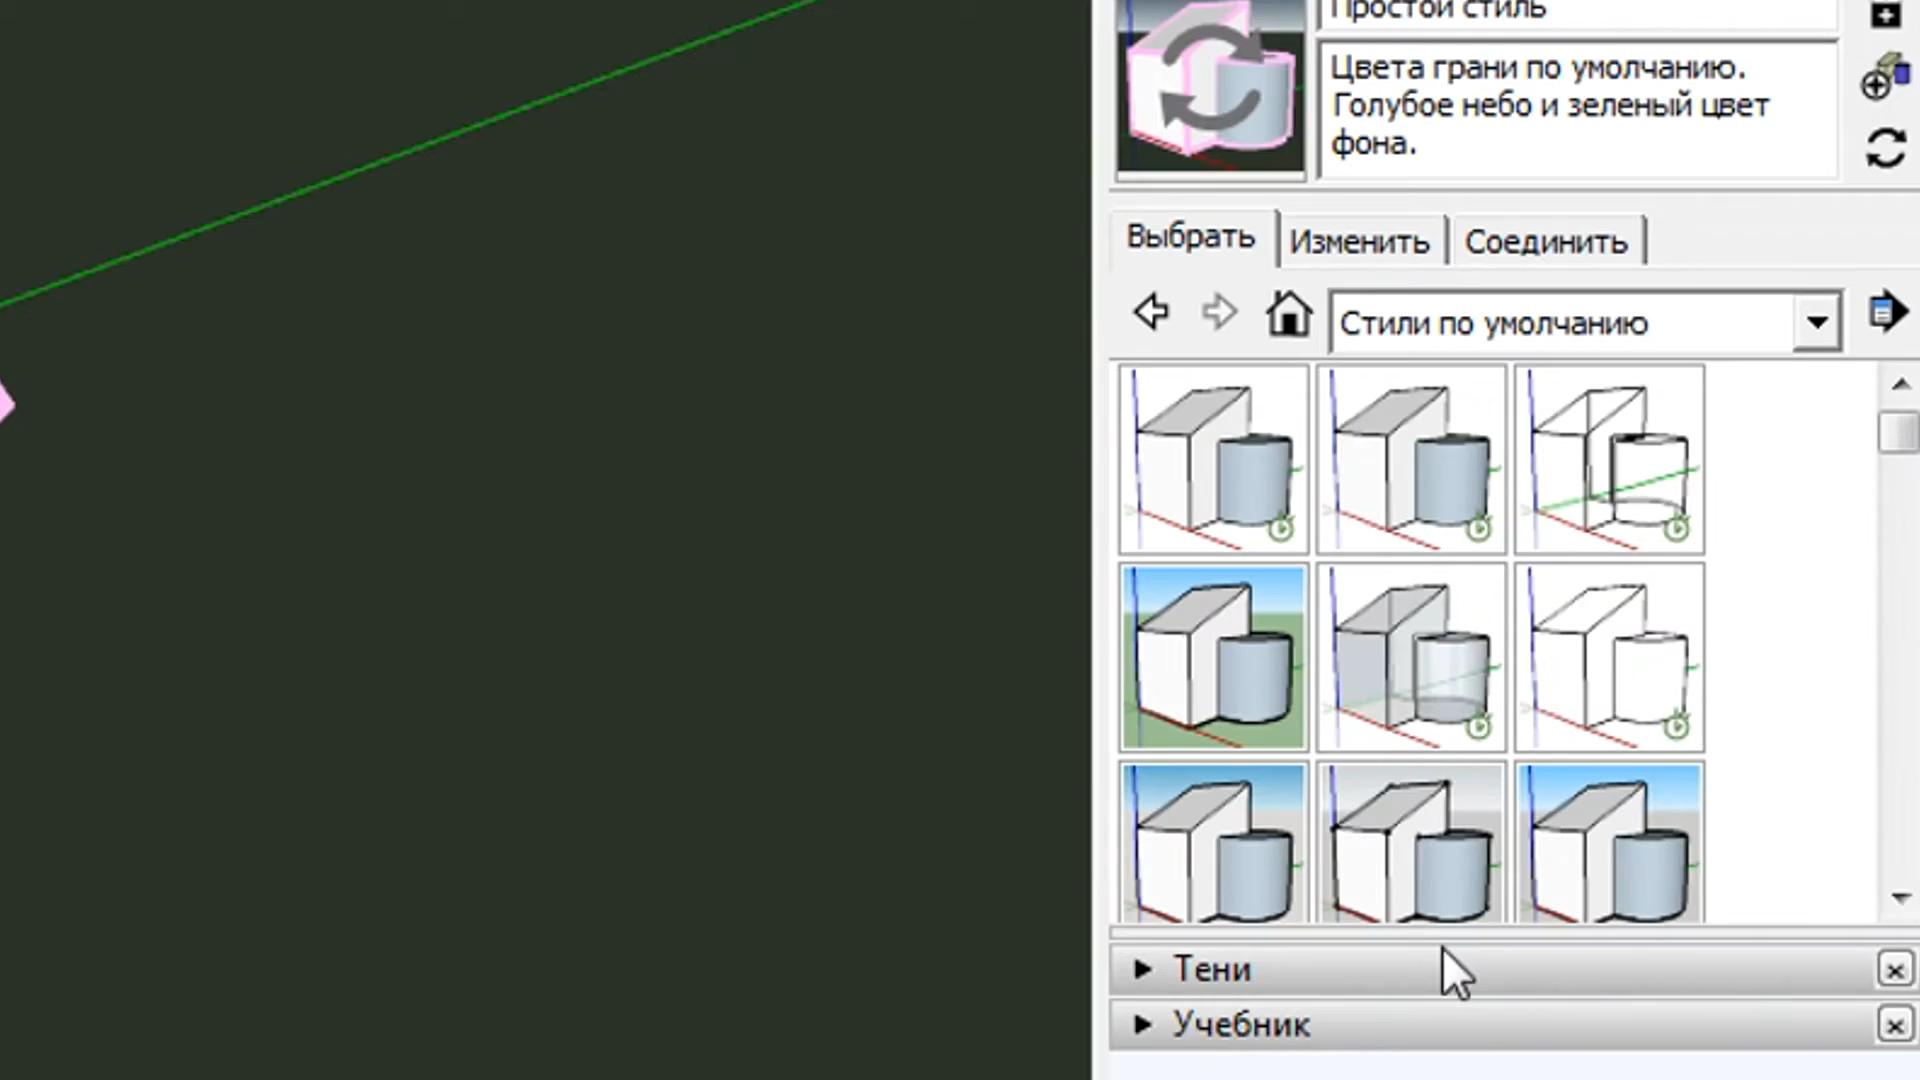 Простой стиль
Цвета грани по умолчанию.
Голубое небо и зеленый цвет
фона.
Выбрать
Изменить
Соединить
Стили по умолчанию
Тени
Учебник